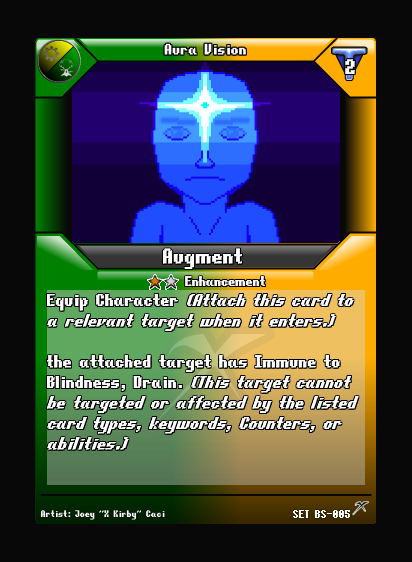 Aura Vision
2
Augment
Enhancement
Equip Character (Attach this card to
a relevant target when it enters.)
the attached target has Immune to
Blindness, Drain. (This target cannot
be targeted or affected by the listed
card types, keywords, Counters, or
abilities.)
Artist: Joey "X Kirby" Caci
SET BS-005